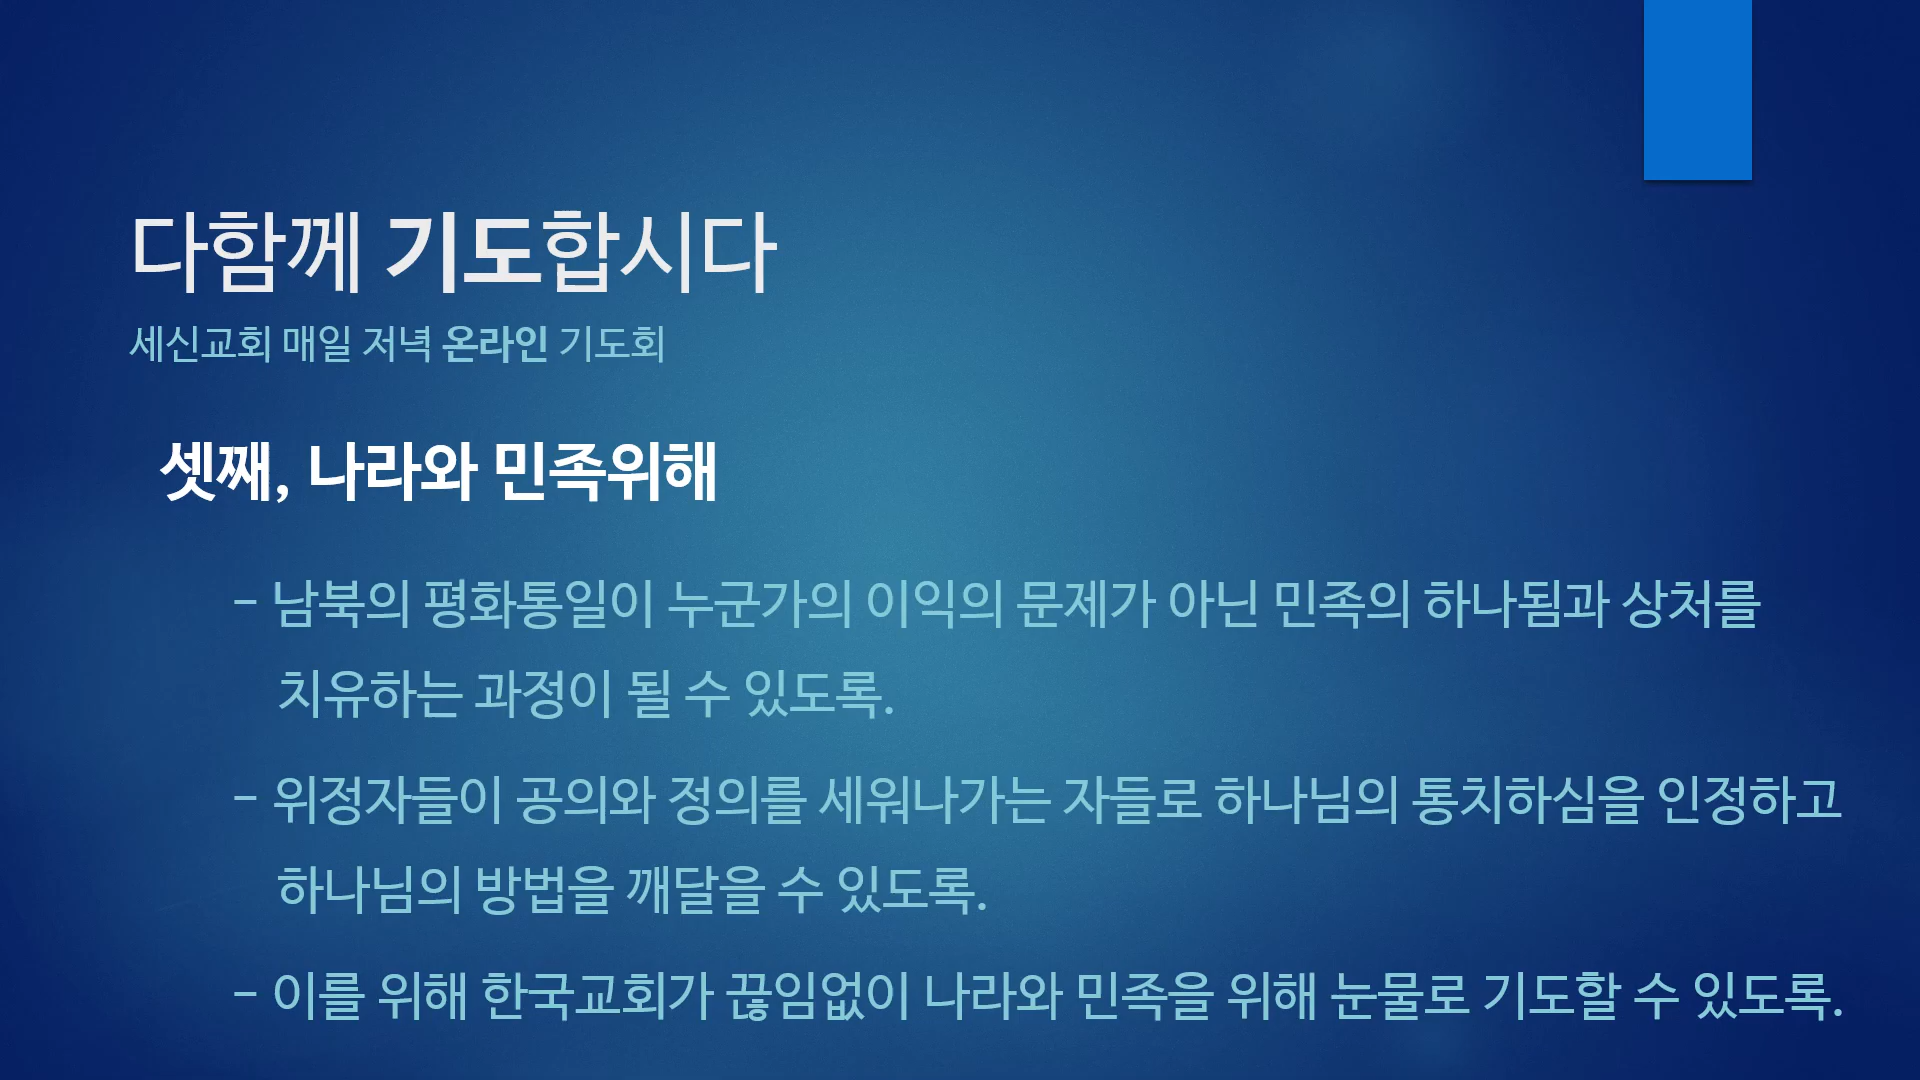 다함께 기도합시다
세신교회 매일 저녁 온라인 기도회
셋째, 나라와 민족위해
- 남북의 평화통일이 누군가의 이익의 문제가 아닌 민족의 하나됨과 상처를
치유하는 과정이 될 수 있도록.
- 위정자들이 공의와 정의를 세워나가는 자들로 하나님의 통치하심을 인정하고
하나님의 방법을 깨달을 수 있도록.
- 이를 위해 한국교회가 끊임없이 나라와 민족을 위해 눈물로 기도할 수 있도록.